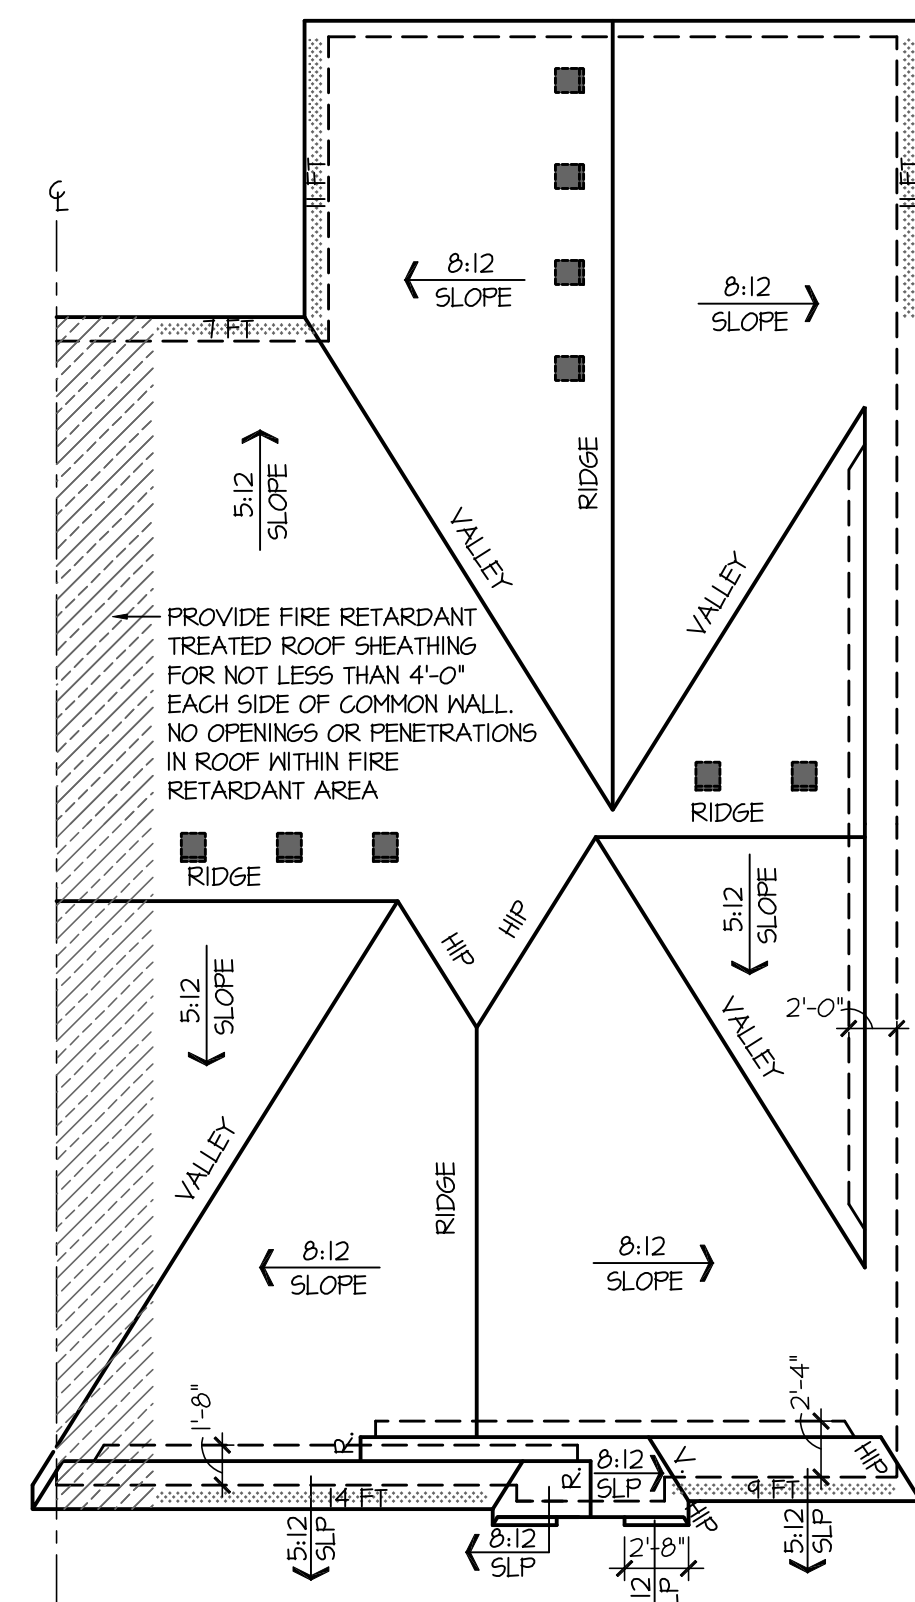 CL
11 FT
8:12
SLOPE
8:12
SLOPE
7 FT
5:12
SLOPE
RIDGE
VALLEY
VALLEY
PROVIDE FIRE RETARDANT
TREATED ROOF SHEATHING
FOR NOT LESS THAN 4'-0"
EACH SIDE OF COMMON WALL.
NO OPENINGS OR PENETRATIONS
IN ROOF WITHIN FIRE
RETARDANT AREA
RIDGE
RIDGE
HIP
HIP
5:12
SLOPE
5:12
SLOPE
VALLEY
2'-0"
VALLEY
RIDGE
8:12
SLOPE
8:12
SLOPE
1'-8"
2'-4"
R.
R.
8:12
SLP
V.
HIP
HIP
14 FT
9 FT
5:12
SLP
8:12
SLP
2'-8"
5:12
SLP